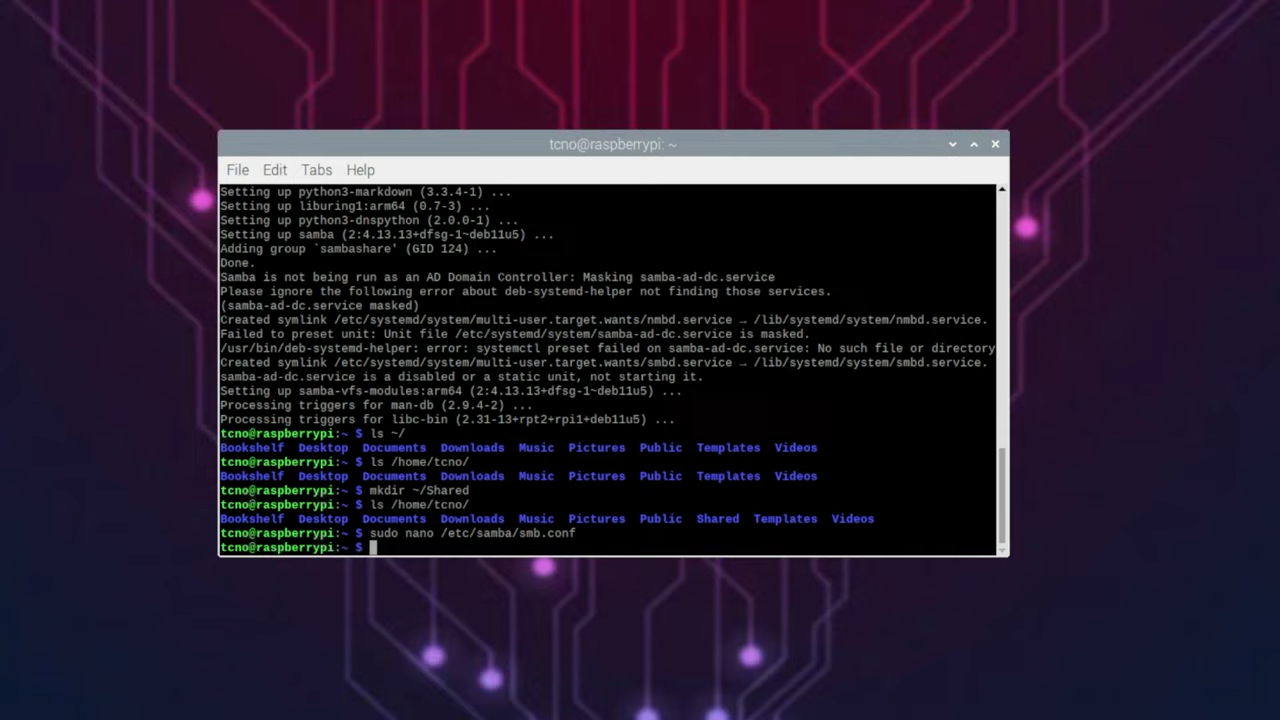 tcno@raspberrypi: ~
File Edit Tabs Help
Setting up python3-markdown (3.3.4-1) ...
Setting up liburing1:arm64 (0.7-3) ...
Setting up python3-dnspython (2.0.0-1) ...
Setting up samba (2:4.13.13+dfsg-1~deb11u5) ...
Adding group `sambashare' (GID 124) ...
Done.
Samba is not being run as an AD Domain Controller: Masking samba-ad-dc.service
Please ignore the following error about deb-systemd-helper not finding those services.
(samba-ad-dc.service masked)
Created symlink /etc/systemd/system/multi-user.target.wants/nmbd.service → /lib/systemd/system/nmbd.service.
Failed to preset unit: Unit file /etc/systemd/system/samba-ad-dc.service is masked.
/usr/bin/deb-systemd-helper: error: systemctl preset failed on samba-ad-dc.service: No such file or directory
Created symlink /etc/systemd/system/multi-user.target.wants/smbd.service → /lib/systemd/system/smbd.service.
samba-ad-dc.service is a disabled or a static unit, not starting it.
Setting up samba-vfs-modules:arm64 (2:4.13.13+dfsg-1~deb11u5) ...
Processing triggers for man-db (2.9.4-2) ...
Processing triggers for libc-bin (2.31-13+rpt2+rpi1+deb11u5) ...
tcno@raspberrypi:~ $ ls ~/
Bookshelf Desktop Documents Downloads Music Pictures Public Templates Videos
tcno@raspberrypi:~ $ ls /home/tcno/
Bookshelf Desktop Documents Downloads Music Pictures Public Templates Videos
tcno@raspberrypi:~ $ mkdir ~/Shared
tcno@raspberrypi:~ $ ls /home/tcno/
Bookshelf Desktop Documents Downloads Music Pictures Public Shared Templates Videos
tcno@raspberrypi:~ $ sudo nano /etc/samba/smb.conf
tcno@raspberrypi:~ $